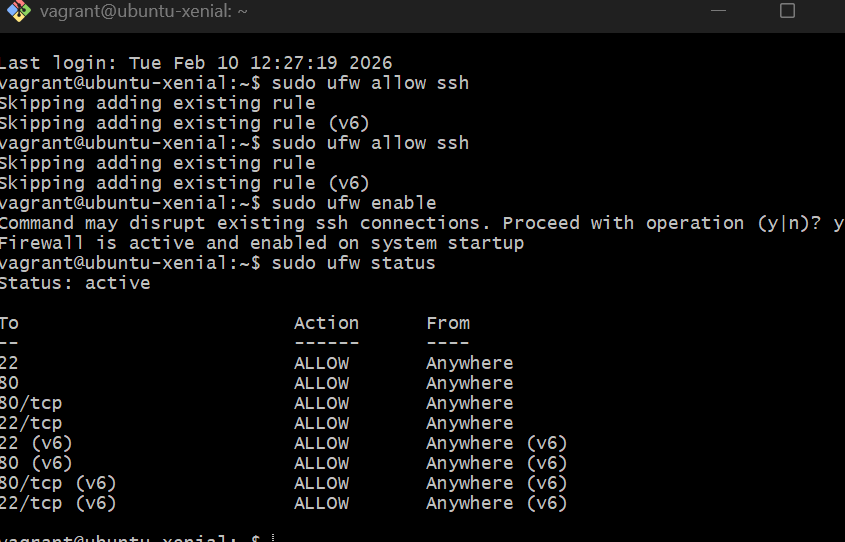 vagrant@ubuntu-xenial: ~
Last login: Tue Feb 10 12:27:19 2026
vagrant@ubuntu-xenial:~$ sudo ufw allow ssh
Skipping adding existing rule
Skipping adding existing rule (v6)
vagrant@ubuntu-xenial:~$ sudo ufw allow ssh
Skipping adding existing rule
Skipping adding existing rule (v6)
vagrant@ubuntu-xenial:~$ sudo ufw enable
Command may disrupt existing ssh connections. Proceed with operation (y|n)? y
Firewall is active and enabled on system startup
vagrant@ubuntu-xenial:~$ sudo ufw status
Status: active
To                         Action      From
--                         ------      ----
22                         ALLOW       Anywhere
80                         ALLOW       Anywhere
80/tcp                     ALLOW       Anywhere
22/tcp                     ALLOW       Anywhere
22 (v6)                    ALLOW       Anywhere (v6)
80 (v6)                    ALLOW       Anywhere (v6)
80/tcp (v6)                ALLOW       Anywhere (v6)
22/tcp (v6)                ALLOW       Anywhere (v6)
vagrant@ubuntu-xenial:~$